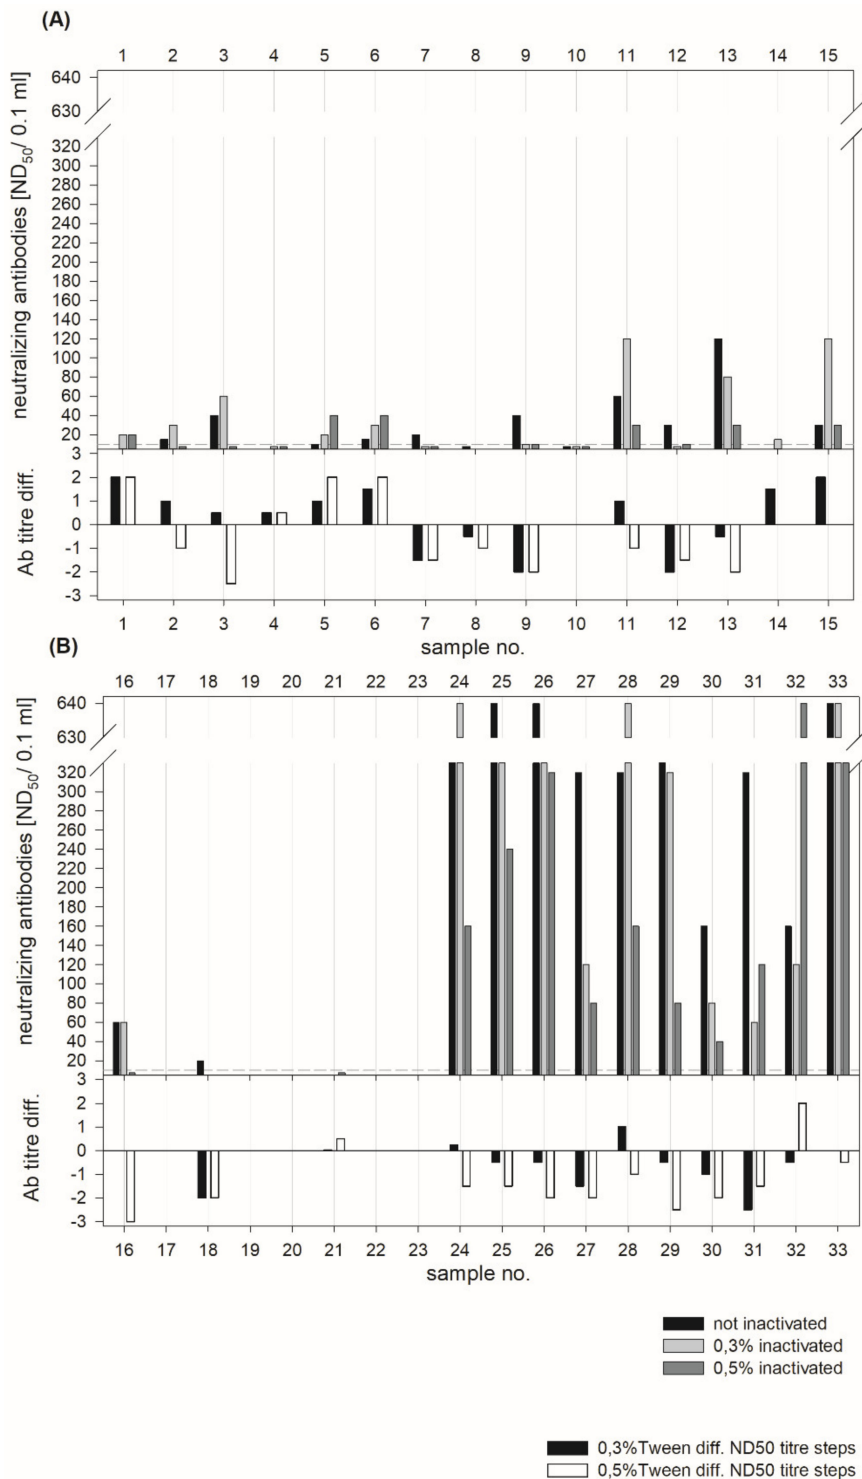 (A)
1 2 3 4 5 6 7 8 9 10 11 12 13 14 15
640
630
320
300
280
260
240
220
200
180
160
140
120
100
80
60
40
20
neutralizing antibodies [ND50/ 0.1 ml]
3
2
1
0
-1
-2
-3
Ab titre diff.
1 2 3 4 5 6 7 8 9 10 11 12 13 14 15
sample no.
(B)
16 17 18 19 20 21 22 23 24 25 26 27 28 29 30 31 32 33
640
630
320
300
280
260
240
220
200
180
160
140
120
100
80
60
40
20
neutralizing antibodies [ND50/ 0.1 ml]
3
2
1
0
-1
-2
-3
Ab titre diff.
16 17 18 19 20 21 22 23 24 25 26 27 28 29 30 31 32 33
sample no.
not inactivated
0,3% inactivated
0,5% inactivated
0,3%Tween diff. ND50 titre steps
0,5%Tween diff. ND50 titre steps